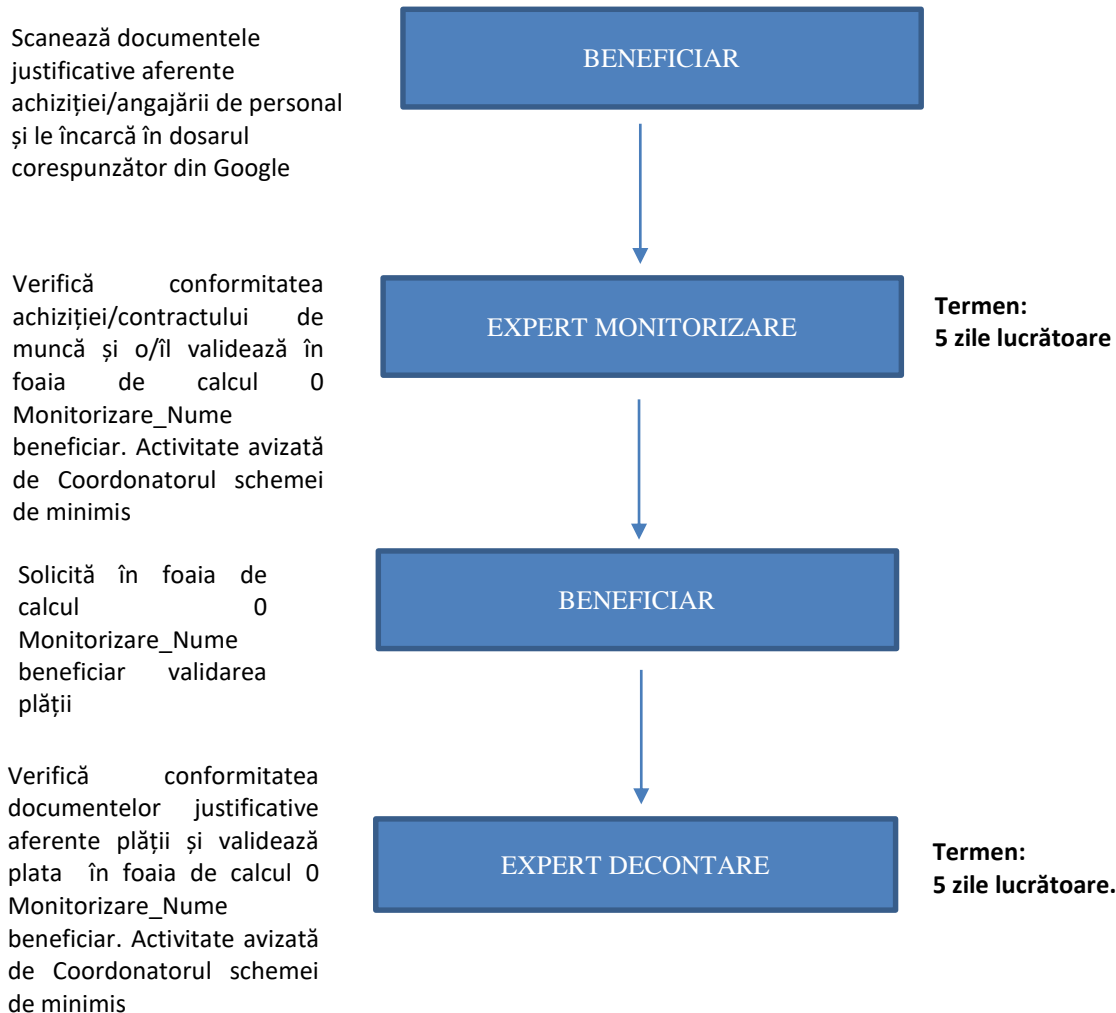 Scanează documentele
justificative aferente
achiziției/angajării de personal
și le încarcă în dosarul
corespunzător din Google
BENEFICIAR
Verifică conformitatea
achiziției/contractului de
muncă și o/îl validează în
foaia de calcul 0
Monitorizare_Nume
beneficiar. Activitate avizată
de Coordonatorul schemei
de minimis
EXPERT MONITORIZARE
Termen:
5 zile lucrătoare
Solicită în foaia de
calcul 0
Monitorizare_Nume
beneficiar validarea
plății
BENEFICIAR
Verifică conformitatea
documentelor justificative
aferente plății și validează
plata în foaia de calcul 0
Monitorizare_Nume
beneficiar. Activitate avizată
de Coordonatorul schemei
de minimis
EXPERT DECONTARE
Termen:
5 zile lucrătoare.